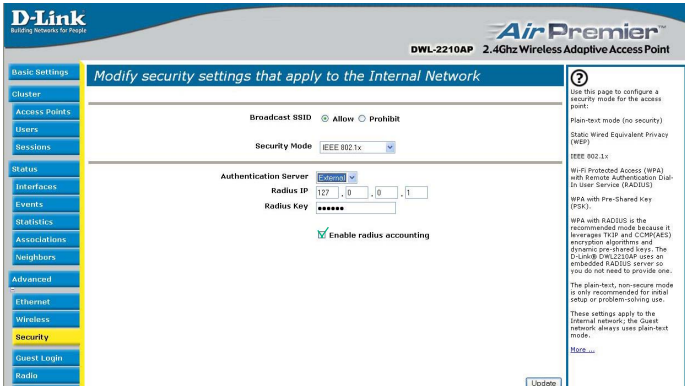 D-Link
Building Networks for People
Air Premier™
DWL-2210AP 2.4Ghz Wireless Adaptive Access Point
Basic Settings
Cluster
Access Points
Users
Sessions
Status
Interfaces
Events
Statistics
Associations
Neighbors
Advanced
Ethernet
Wireless
Security
Guest Login
Radio
Modify security settings that apply to the Internal Network
Broadcast SSID Allow Prohibit
Security Mode IEEE 802.1x
Authentication Server External
Radius IP 127 . 0 . 0 . 1
Radius Key ••••••
Enable radius accounting
Update
?
Use this page to configure a
security mode for the access
point:
Plain-text mode (no security)
Static Wired Equivalent Privacy
(WEP)
IEEE 802.1x
Wi-Fi Protected Access (WPA)
with Remote Authentication Dial-
In User Service (RADIUS)
WPA with Pre-Shared Key
(PSK).
WPA with RADIUS is the
recommended mode because it
leverages TKIP and CCMP(AES)
encryption algorithms and
dynamic pre-shared keys. The
D-Link® DWL2210AP uses an
embedded RADIUS server so
you do not need to provide one.
The plain-text, non-secure mode
is only recommended for initial
setup or problem-solving use.
These settings apply to the
Internal network; the Guest
network always uses plain-text
mode.
More ...